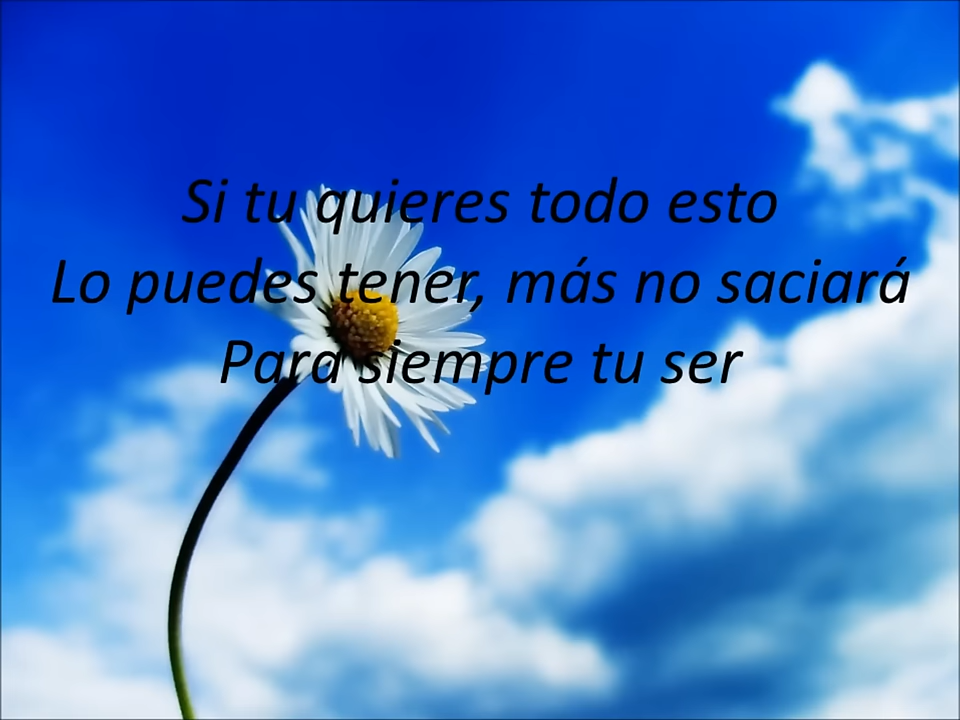 Si tu quieres todo esto
Lo puedes tener, más no saciará
Para siempre tu ser